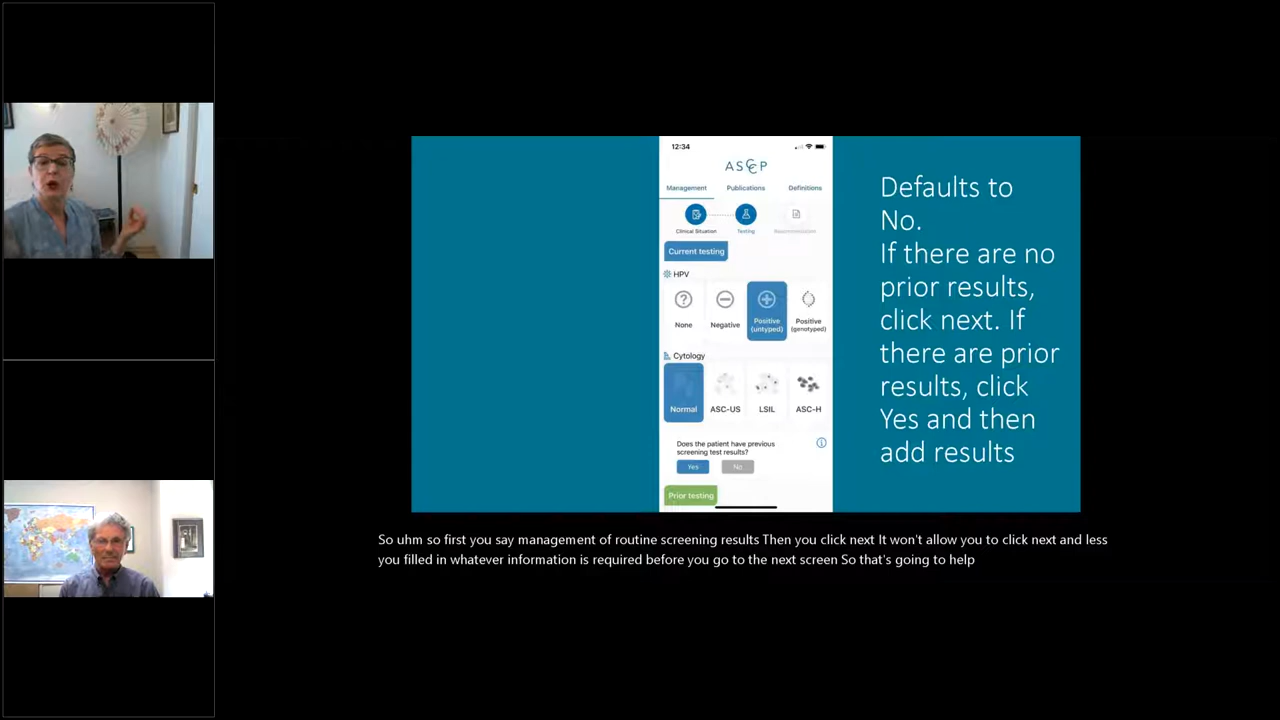 12:34
ASCCP
Management Publications Definitions
Clinical Situation Testing Recommendations
Current testing
HPV
None Negative Positive (untyped) Positive (genotyped)
Cytology
Normal ASC-US LSIL ASC-H
Does the patient have previous
screening test results?
Yes No
Prior testing
Defaults to
No.
If there are no
prior results,
click next. If
there are prior
results, click
Yes and then
add results
So uhm so first you say management of routine screening results Then you click next It won't allow you to click next and less
you filled in whatever information is required before you go to the next screen So that's going to help